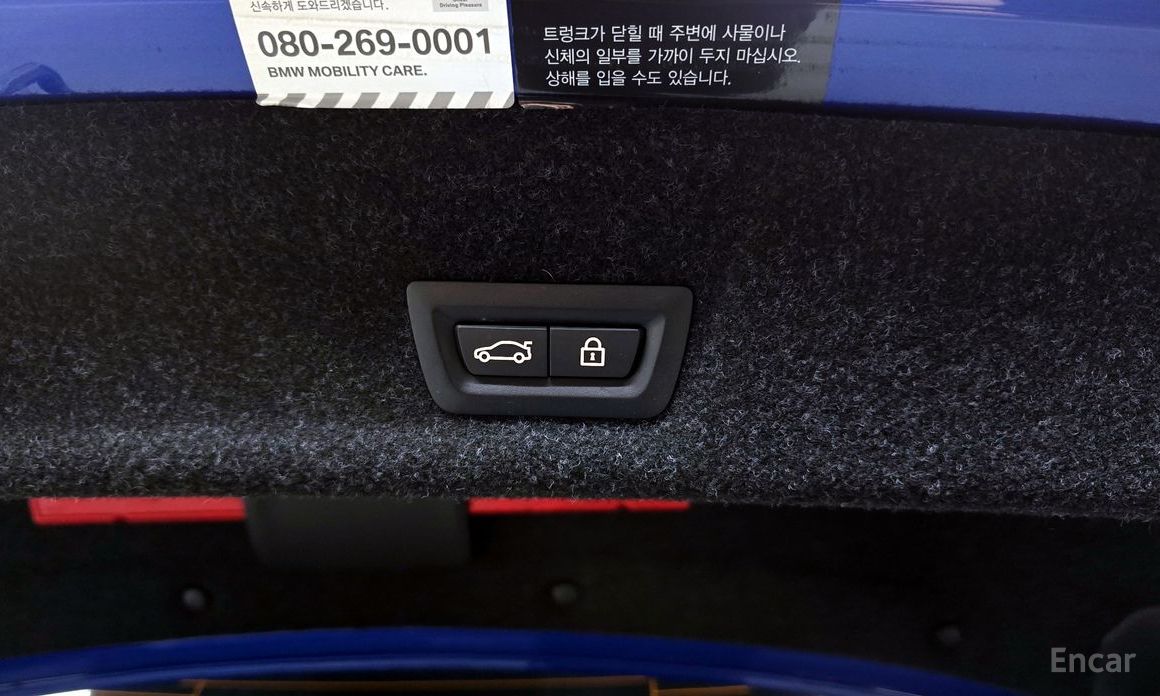 신속하게 도와드리겠습니다.
Driving Pleasure
080-269-0001
BMW MOBILITY CARE.
트렁크가 닫힐 때 주변에 사물이나
신체의 일부를 가까이 두지 마십시오.
상해를 입을 수도 있습니다.
Encar